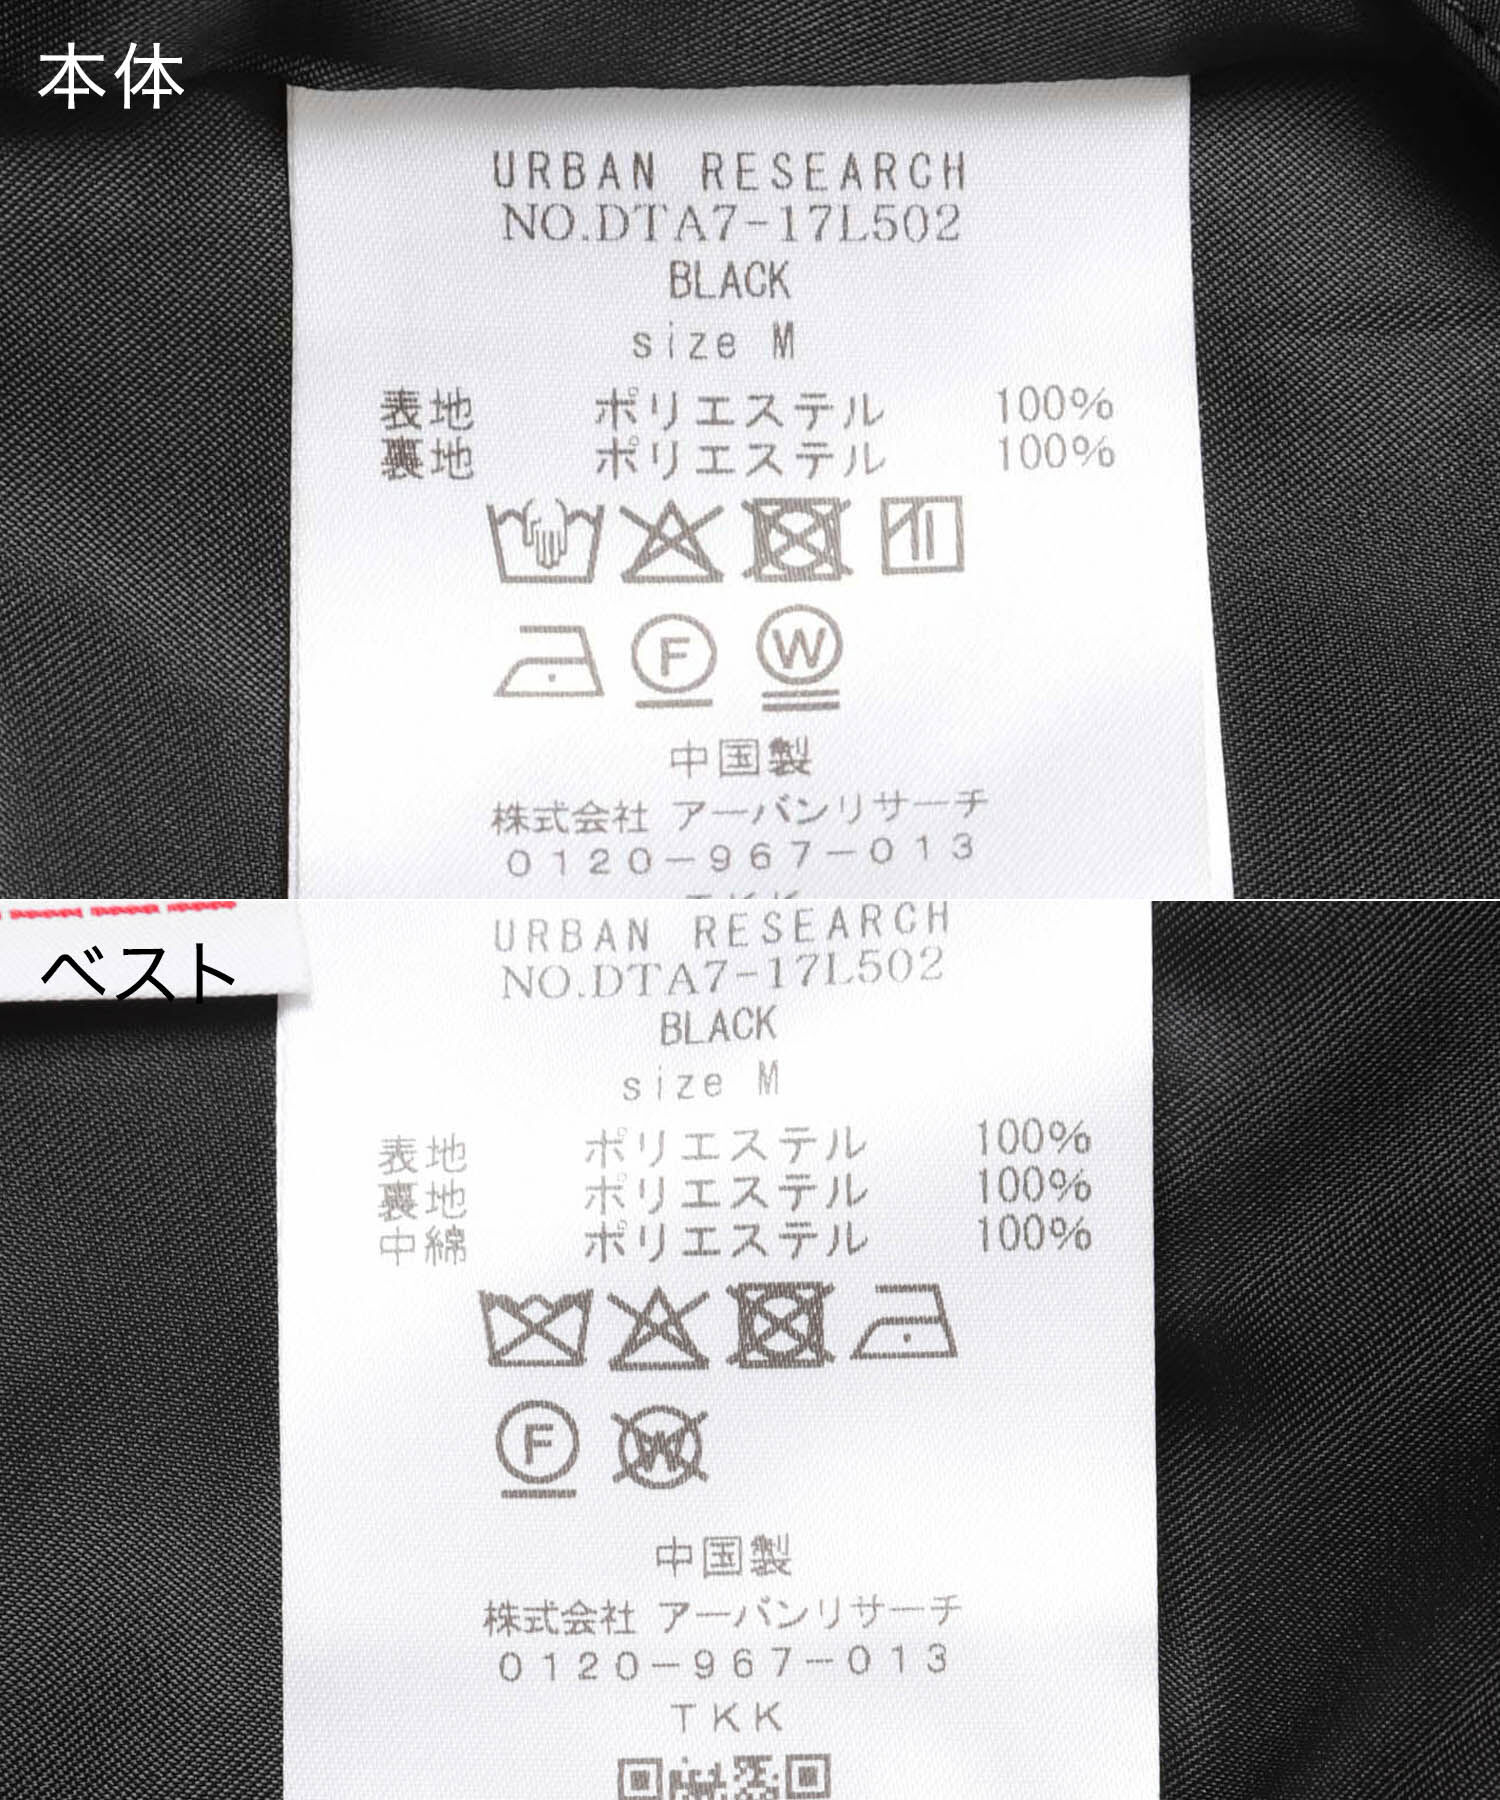 本体
URBAN RESEARCH
NO.DTA7-17L502
BLACK
size M
表地 ポリエステル 100%
裏地 ポリエステル 100%
F W
中国製
株式会社 アーバンリサーチ
0120-967-013
TKK
ベスト
URBAN RESEARCH
NO.DTA7-17L502
BLACK
size M
表地 ポリエステル 100%
裏地 ポリエステル 100%
中綿 ポリエステル 100%
F W
中国製
株式会社 アーバンリサーチ
0120-967-013
TKK